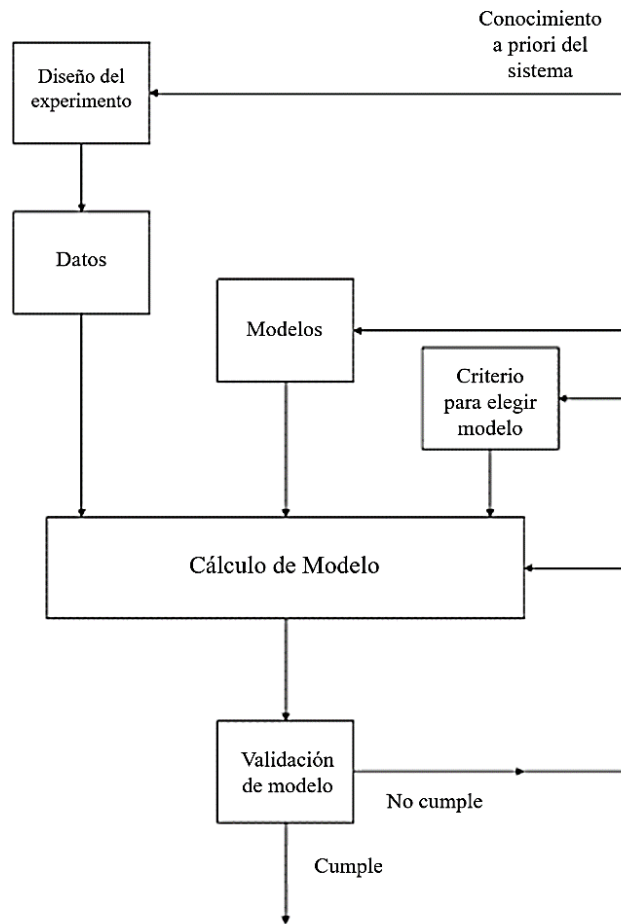 Conocimiento
a priori del
sistema
Diseño del
experimento
Datos
Modelos
Criterio
para elegir
modelo
Cálculo de Modelo
Validación
de modelo
No cumple
Cumple